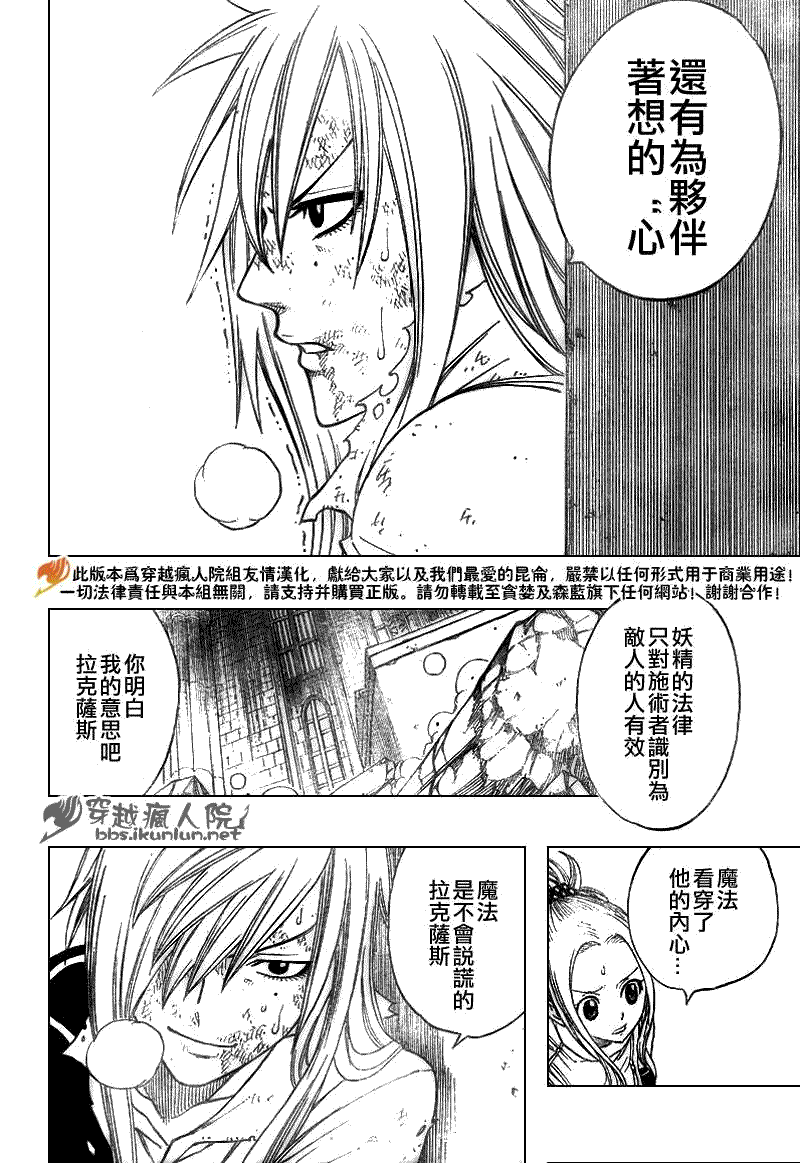 還有為夥伴
著想的〝心
此版本爲穿越瘋人院組友情漢化，獻給大家以及我們最愛的昆侖，嚴禁以任何形式用于商業用途！
一切法律責任與本組無關，請支持并購買正版。請勿轉載至貪婪及森藍旗下任何網站！謝謝合作！
妖精的法律
只對施術者識別為
敵人的人有效
你明白
我的意思吧
拉克薩斯
穿越瘋人院
bbs.ikunlun.net
魔法
看穿了
他的內心…
魔法
是不會説謊的
拉克薩斯